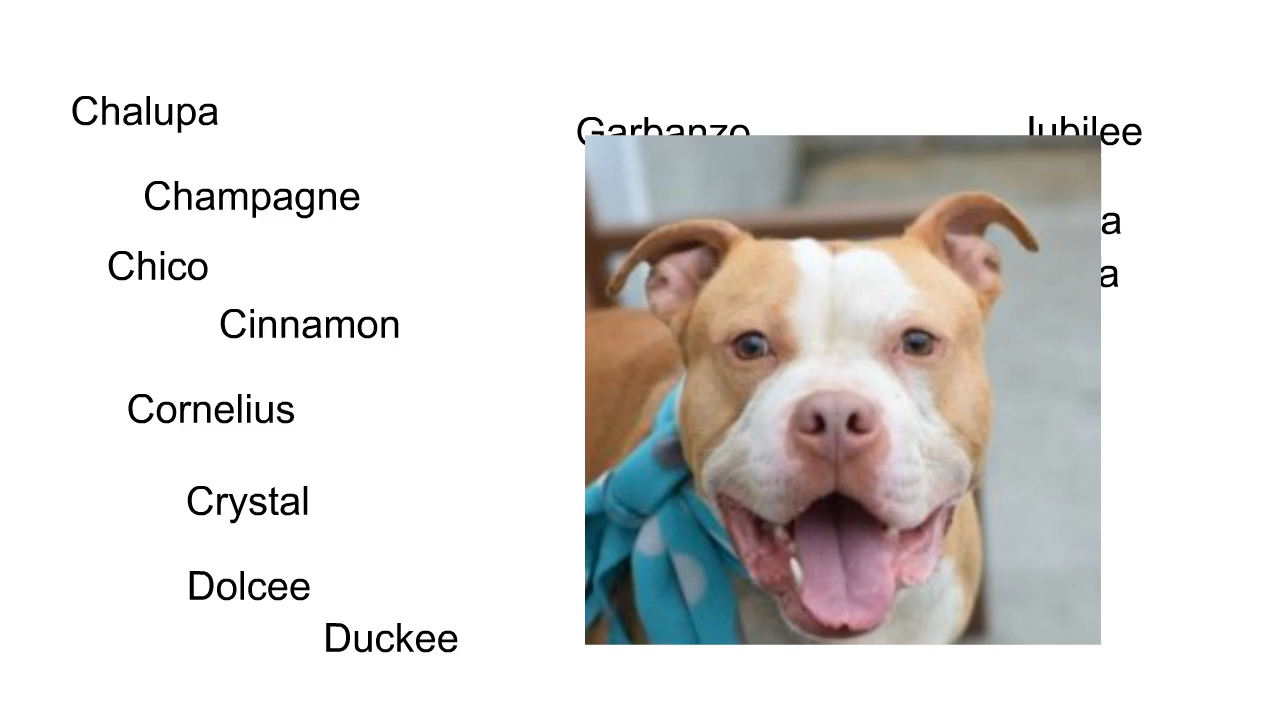 Chalupa
Champagne
Chico
Cinnamon
Cornelius
Crystal
Dolcee
Duckee
Garbanzo
Jubilee